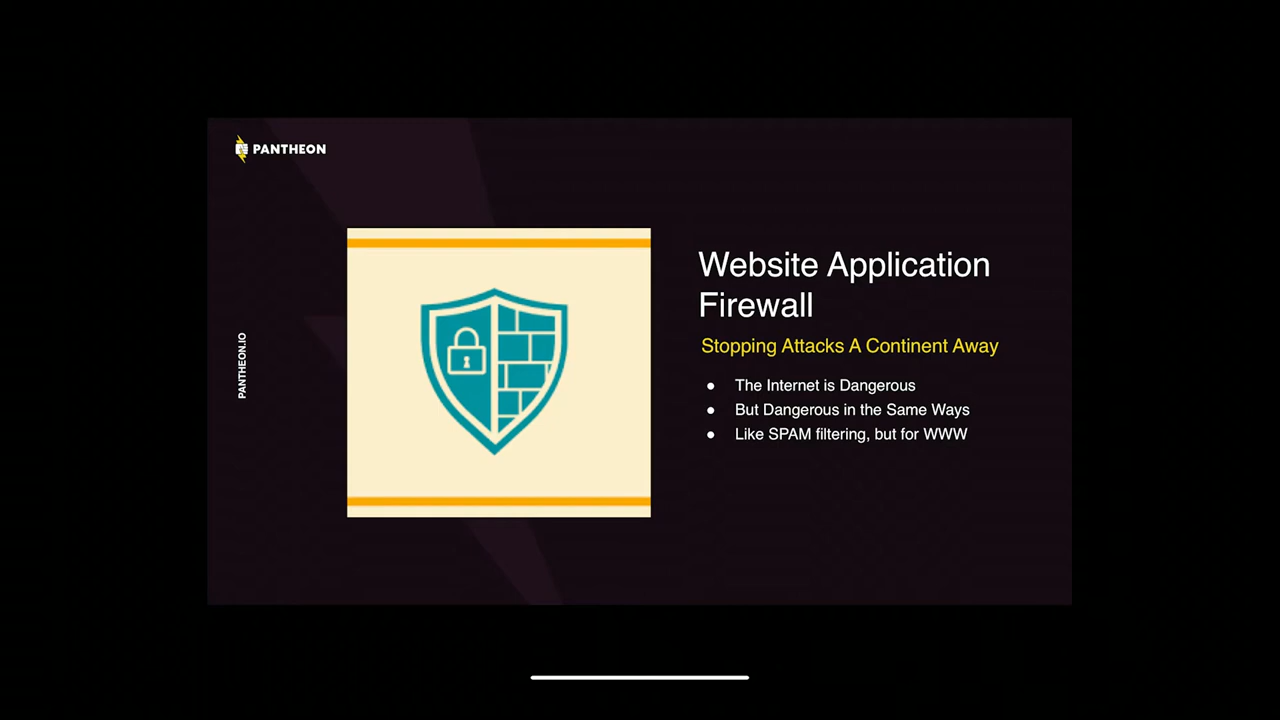 PANTHEON
PANTHEON.IO
Website Application
Firewall
Stopping Attacks A Continent Away
● The Internet is Dangerous
● But Dangerous in the Same Ways
● Like SPAM filtering, but for WWW